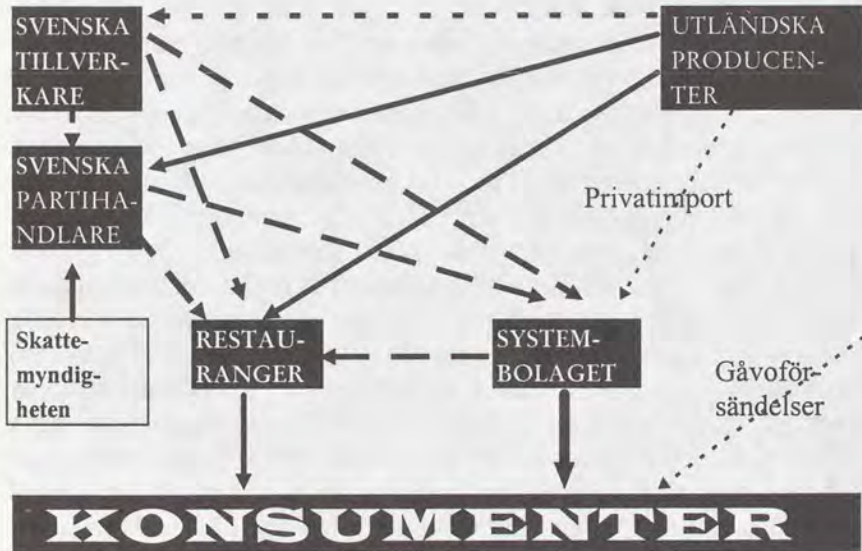 SVENSKA
TILLVER-
KARE
UTLÄNDSKA
PRODUCEN-
TER
SVENSKA
PARTIHA-
NDLARE
Privatimport
Skatte-
myndig-
heten
RESTAU-
RANGER
SYSTEM-
BOLAGET
Gåvoför-
sändelser
KONSUMENTER